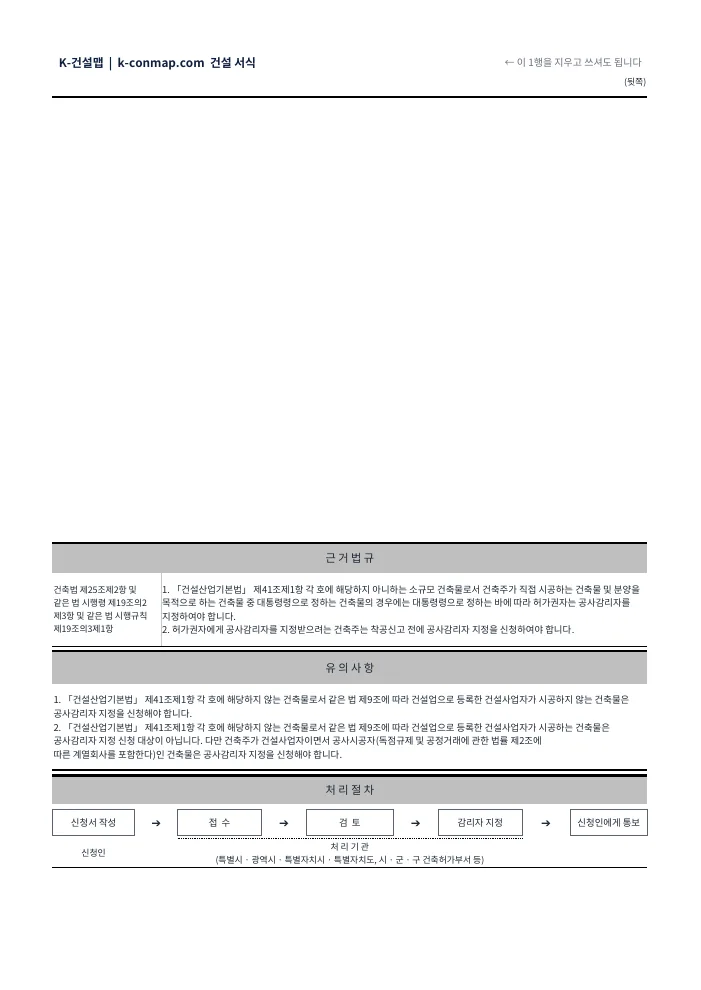 K-건설맵 | k-conmap.com 건설 서식
← 이 1행을 지우고 쓰셔도 됩니다
(뒷쪽)
근거법규
건축법 제25조제2항 및
같은 법 시행령 제19조의2
제3항 및 같은 법 시행규칙
제19조의3제1항
1. 「건설산업기본법」 제41조제1항 각 호에 해당하지 아니하는 소규모 건축물로서 건축주가 직접 시공하는 건축물 및 분양을
목적으로 하는 건축물 중 대통령령으로 정하는 건축물의 경우에는 대통령령으로 정하는 바에 따라 허가권자는 공사감리자를
지정하여야 합니다.
2. 허가권자에게 공사감리자를 지정받으려는 건축주는 착공신고 전에 공사감리자 지정을 신청하여야 합니다.
유의사항
1. 「건설산업기본법」 제41조제1항 각 호에 해당하지 않는 건축물로서 같은 법 제9조에 따라 건설업으로 등록한 건설사업자가 시공하지 않는 건축물은
공사감리자 지정을 신청해야 합니다.
2. 「건설산업기본법」 제41조제1항 각 호에 해당하지 않는 건축물로서 같은 법 제9조에 따라 건설업으로 등록한 건설사업자가 시공하는 건축물은
공사감리자 지정 신청 대상이 아닙니다. 다만 건축주가 건설사업자이면서 공사시공자(독점규제 및 공정거래에 관한 법률 제2조에
따른 계열회사를 포함한다)인 건축물은 공사감리자 지정을 신청해야 합니다.
처리절차
신청서 작성 ➔ 접 수 ➔ 검 토 ➔ 감리자 지정 ➔ 신청인에게 통보
신청인
처 리 기 관
(특별시 · 광역시 · 특별자치시 · 특별자치도, 시 · 군 · 구 건축허가부서 등)